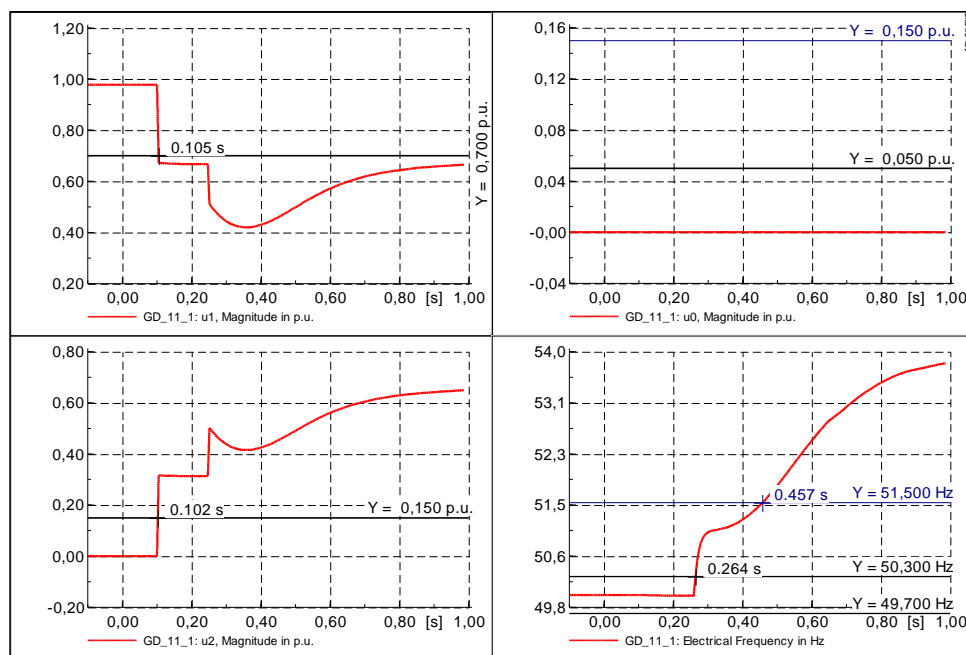 1,20
1,00
0,80
0,60
0,40
0,20
0.105 s
Y = 0,700 p.u.
0,00 0,20 0,40 0,60 0,80 [s] 1,00
GD_11_1: u1, Magnitude in p.u.
0,16
0,12
0,08
0,04
-0,00
-0,04
Y = 0,150 p.u.
Y = 0,050 p.u.
0,00 0,20 0,40 0,60 0,80 [s] 1,00
GD_11_1: u0, Magnitude in p.u.
0,80
0,60
0,40
0,20
0,00
-0,20
0.102 s
Y = 0,150 p.u.
0,00 0,20 0,40 0,60 0,80 [s] 1,00
GD_11_1: u2, Magnitude in p.u.
54,0
53,1
52,3
51,5
50,6
49,8
0.457 s
Y = 51,500 Hz
0.264 s
Y = 50,300 Hz
Y = 49,700 Hz
0,00 0,20 0,40 0,60 0,80 [s] 1,00
GD_11_1: Electrical Frequency in Hz